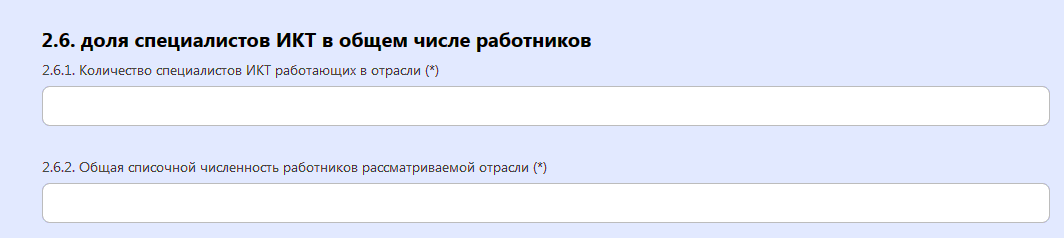 2.6. доля специалистов ИКТ в общем числе работников
2.6.1. Количество специалистов ИКТ работающих в отрасли (*)
2.6.2. Общая списочной численность работников рассматриваемой отрасли (*)